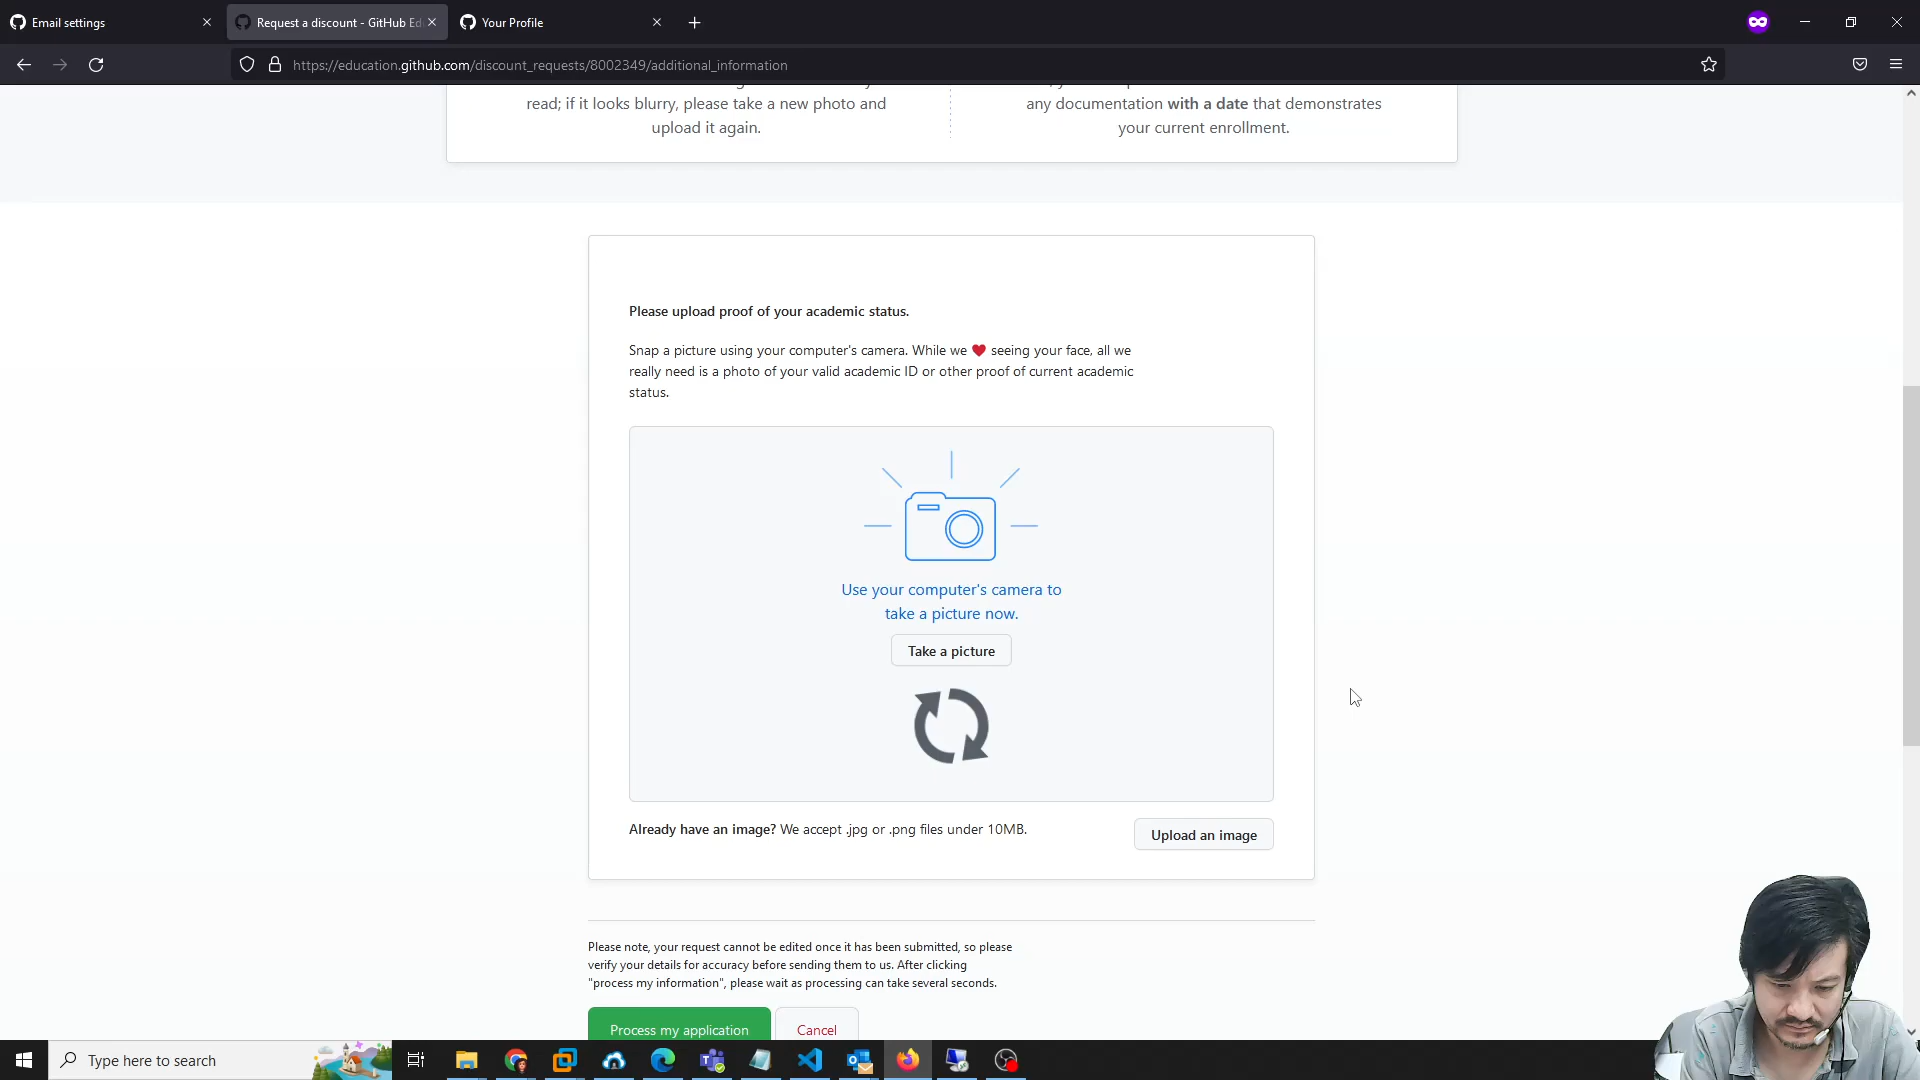 Email settings
Request a discount - GitHub Ed
Your Profile
https://education.github.com/discount_requests/8002349/additional_information
read; if it looks blurry, please take a new photo and
upload it again.
any documentation with a date that demonstrates
your current enrollment.
Please upload proof of your academic status.
Snap a picture using your computer's camera. While we ❤ seeing your face, all we
really need is a photo of your valid academic ID or other proof of current academic
status.
Use your computer's camera to
take a picture now.
Take a picture
Already have an image? We accept .jpg or .png files under 10MB.
Upload an image
Please note, your request cannot be edited once it has been submitted, so please
verify your details for accuracy before sending them to us. After clicking
"process my information", please wait as processing can take several seconds.
Process my application
Cancel
Type here to search